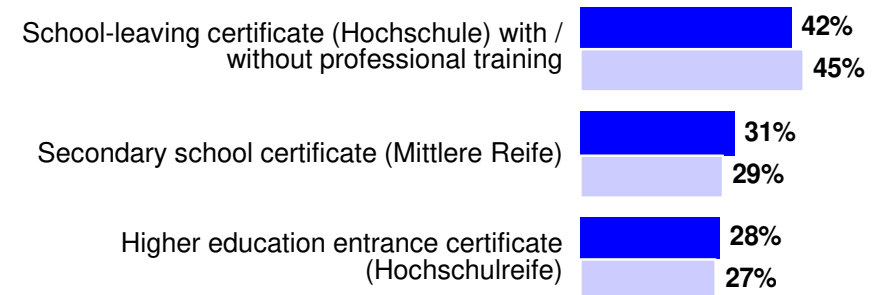 School-leaving certificate (Hochschule) with /
without professional training
42%
45%
Secondary school certificate (Mittlere Reife)
31%
29%
Higher education entrance certificate
(Hochschulreife)
28%
27%